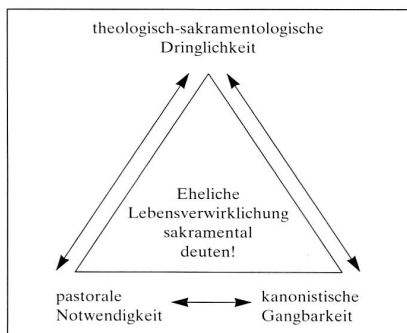 theologisch-sakramentologische
Dringlichkeit
Eheliche
Lebensverwirklichung
sakramental
deuten!
pastorale
Notwendigkeit
kanonistische
Gangbarkeit